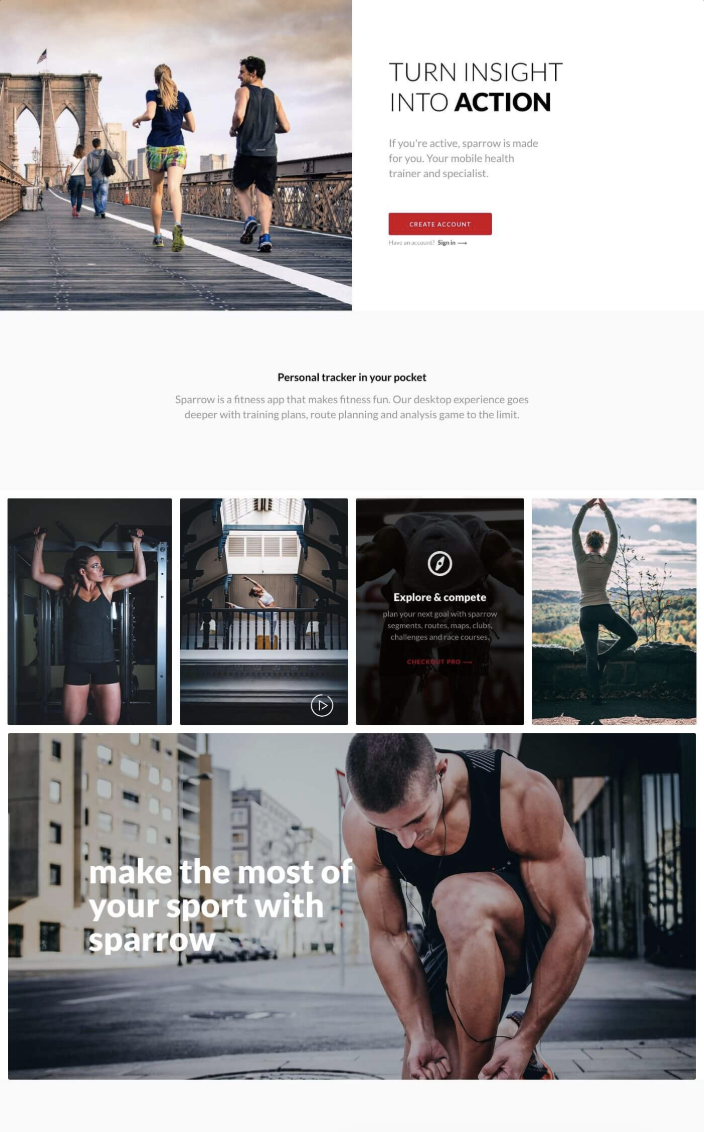 TURN INSIGHT
INTO ACTION
If you're active, sparrow is made
for you. Your mobile health
trainer and specialist.
CREATE ACCOUNT
Have an account? Sign in ⟶
Personal tracker in your pocket
Sparrow is a fitness app that makes fitness fun. Our desktop experience goes
deeper with training plans, route planning and analysis game to the limit.
Explore & compete
plan your next goal with sparrow
segments, routes, maps, clubs,
challenges and race courses.
CHECKOUT PRO ⟶
make the most of
your sport with
sparrow